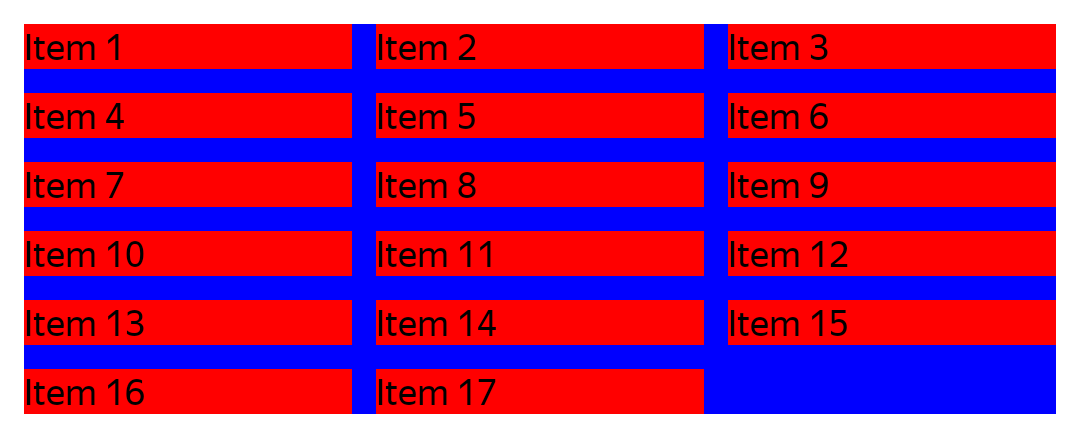 Item 1
Item 2
Item 3
Item 4
Item 5
Item 6
Item 7
Item 8
Item 9
Item 10
Item 11
Item 12
Item 13
Item 14
Item 15
Item 16
Item 17